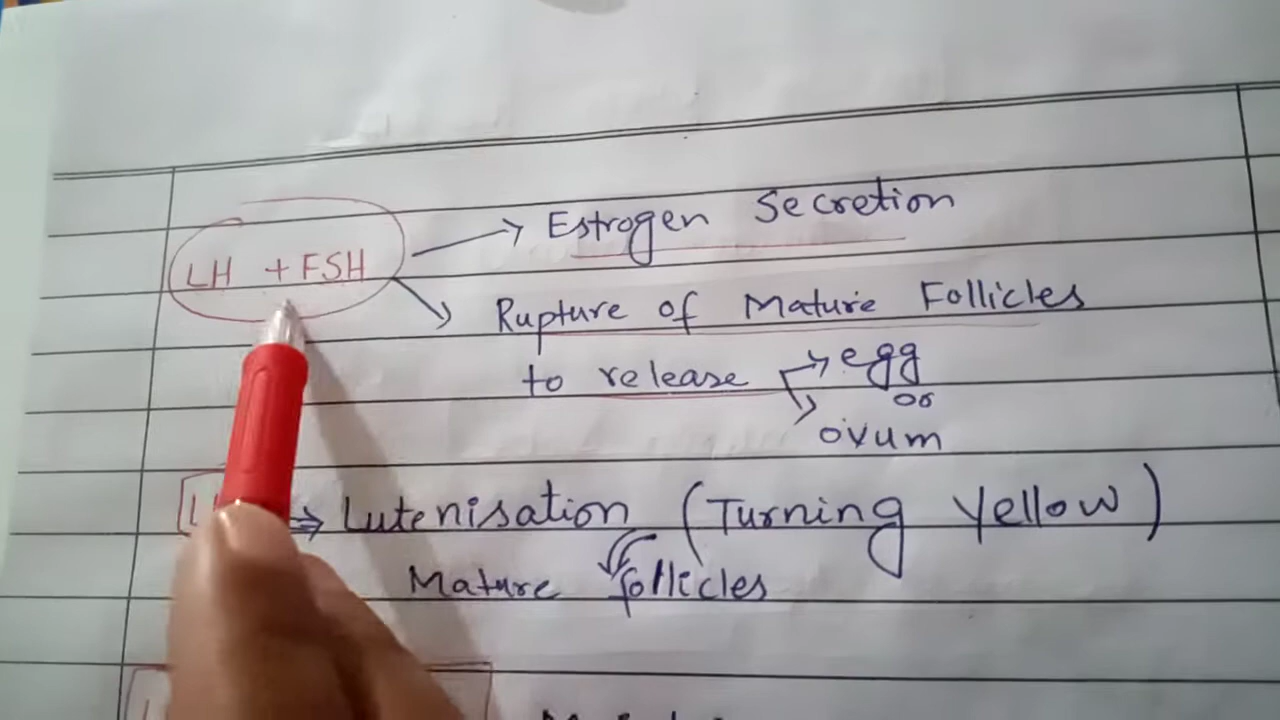 LH + FSH → Estrogen Secretion
→ Rupture of Mature Follicles
to release → egg
or
→ ovum
⇒ Lutenisation (Turning Yellow)
Mature follicles